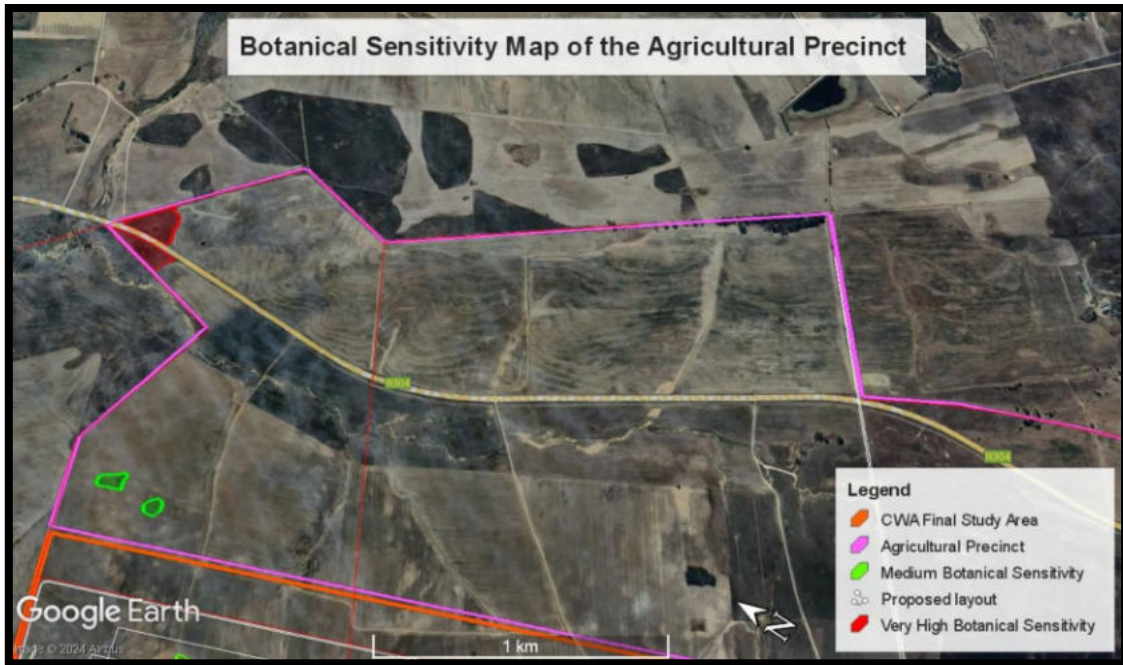 Botanical Sensitivity Map of the Agricultural Precinct
R304
R304
Legend
CWA Final Study Area
Agricultural Precinct
Medium Botanical Sensitivity
Proposed layout
Very High Botanical Sensitivity
Google Earth
N
1 km
© 2024 Airbus